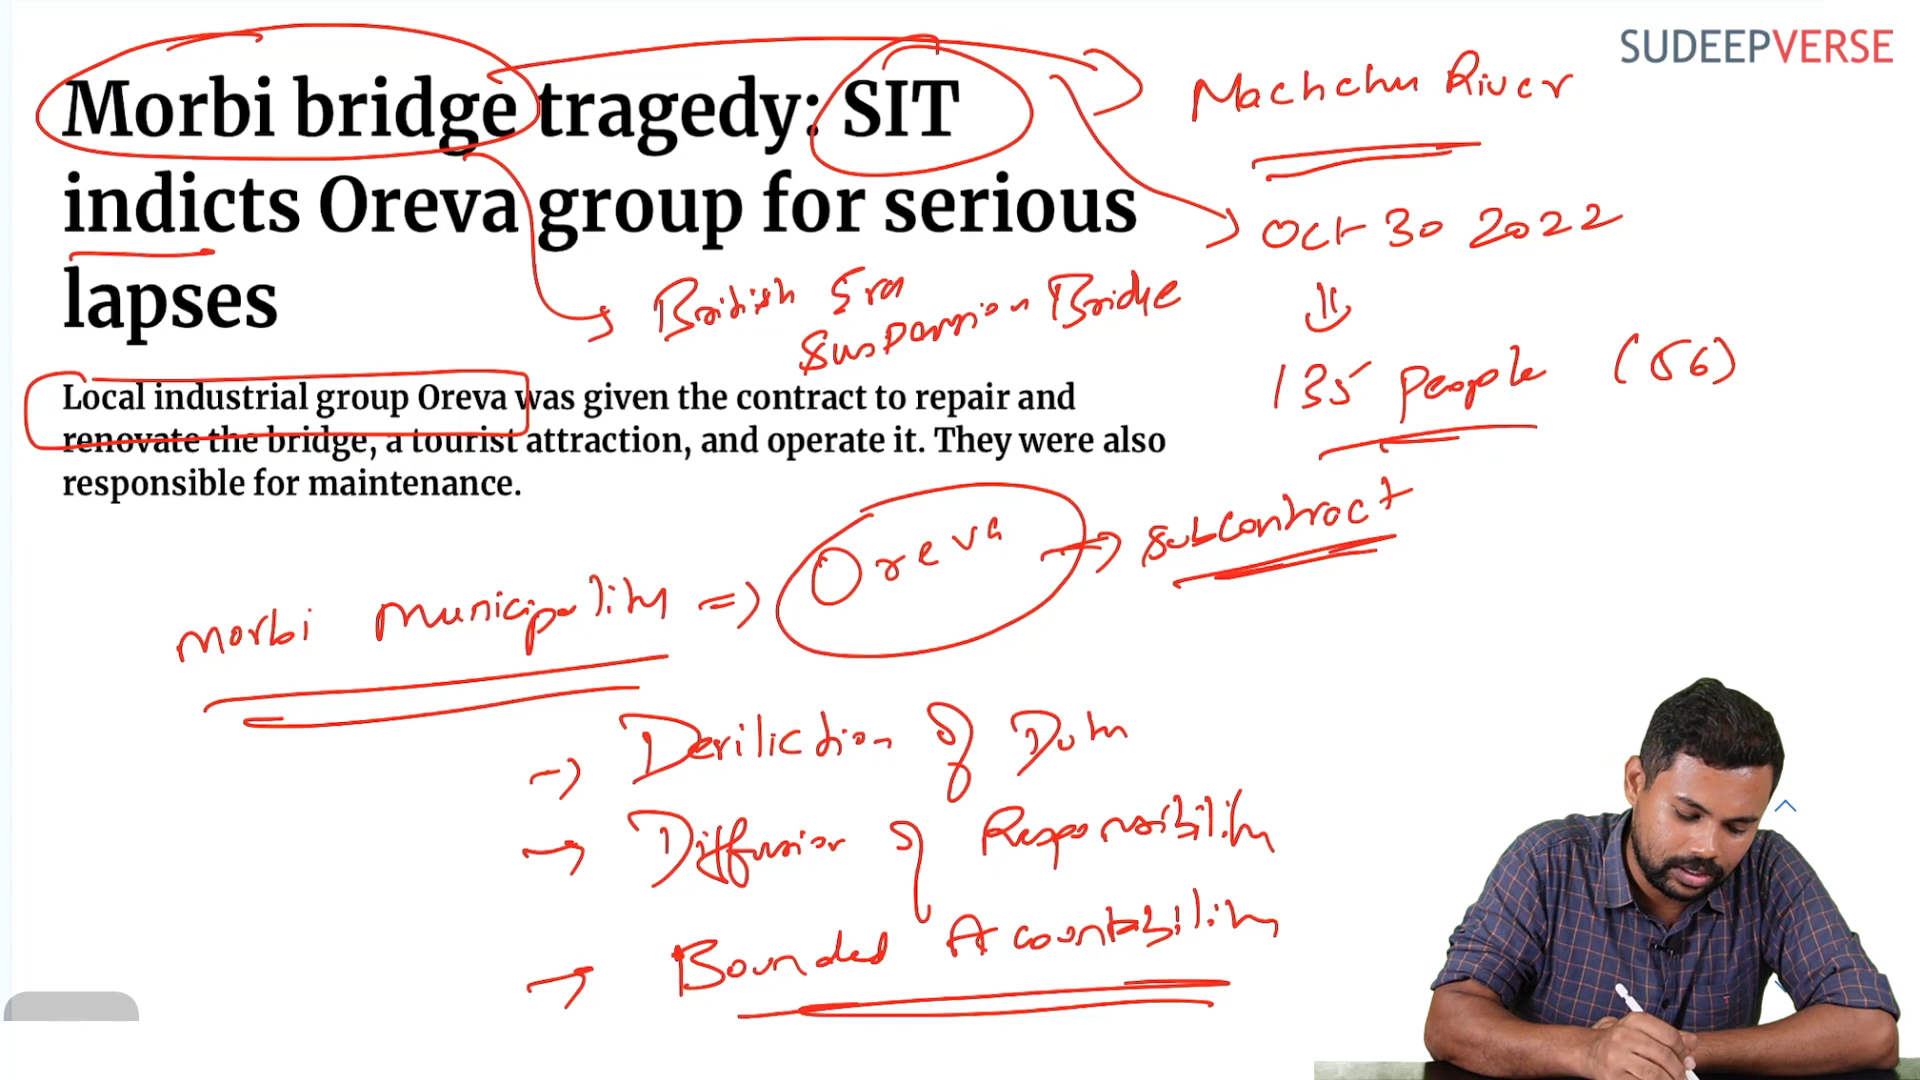 SUDEEPVERSE
Morbi bridge tragedy: SIT
indicts Oreva group for serious
lapses
Machchu River
Oct 30 2022
British Era
Suspension Bridge
135 people (56)
Local industrial group Oreva was given the contract to repair and
renovate the bridge, a tourist attraction, and operate it. They were also
responsible for maintenance.
Morbi Municipality => Oreva → subcontract
→ Deriliction of Duty
→ Diffusion of Responsibility
→ Bounded Accountability